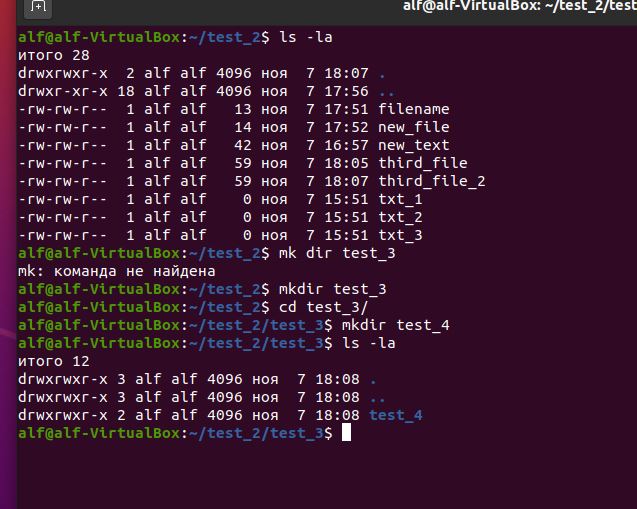 alf@alf-VirtualBox: ~/test_2/test
alf@alf-VirtualBox:~/test_2$ ls -la
итого 28
drwxrwxr-x  2 alf alf 4096 ноя  7 18:07 .
drwxr-xr-x 18 alf alf 4096 ноя  7 17:56 ..
-rw-rw-r--  1 alf alf   13 ноя  7 17:51 filename
-rw-rw-r--  1 alf alf   14 ноя  7 17:52 new_file
-rw-rw-r--  1 alf alf   42 ноя  7 16:57 new_text
-rw-rw-r--  1 alf alf   59 ноя  7 18:05 third_file
-rw-rw-r--  1 alf alf   59 ноя  7 18:07 third_file_2
-rw-rw-r--  1 alf alf    0 ноя  7 15:51 txt_1
-rw-rw-r--  1 alf alf    0 ноя  7 15:51 txt_2
-rw-rw-r--  1 alf alf    0 ноя  7 15:51 txt_3
alf@alf-VirtualBox:~/test_2$ mk dir test_3
mk: команда не найдена
alf@alf-VirtualBox:~/test_2$ mkdir test_3
alf@alf-VirtualBox:~/test_2$ cd test_3/
alf@alf-VirtualBox:~/test_2/test_3$ mkdir test_4
alf@alf-VirtualBox:~/test_2/test_3$ ls -la
итого 12
drwxrwxr-x 3 alf alf 4096 ноя  7 18:08 .
drwxrwxr-x 3 alf alf 4096 ноя  7 18:08 ..
drwxrwxr-x 2 alf alf 4096 ноя  7 18:08 test_4
alf@alf-VirtualBox:~/test_2/test_3$